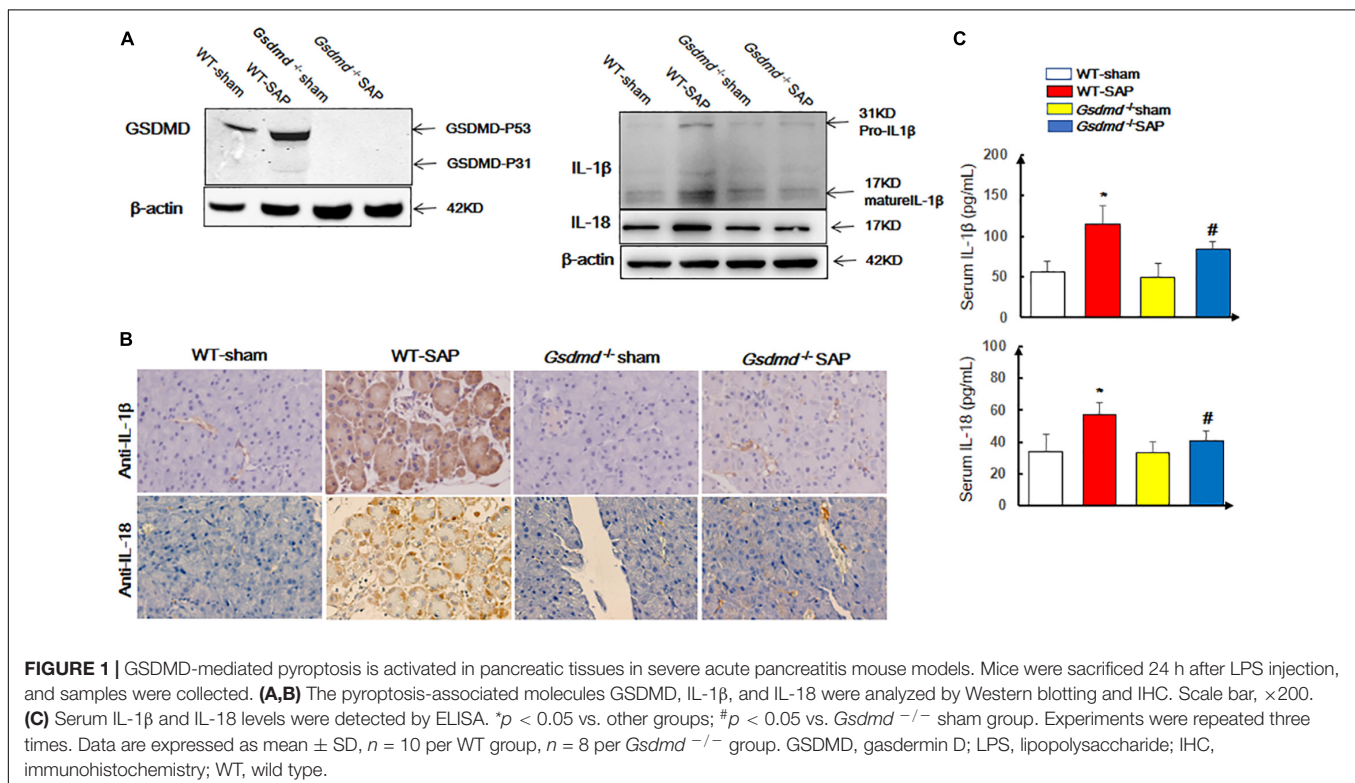 A
WT-sham
WT-SAP
Gsdmd-/- sham
Gsdmd-/- SAP
GSDMD
GSDMD-P53
GSDMD-P31
β-actin
42KD
WT-sham
WT-SAP
Gsdmd-/- sham
Gsdmd-/- SAP
31KD
Pro-IL1β
IL-1β
17KD
matureIL-1β
IL-18
17KD
β-actin
42KD
B
WT-sham
WT-SAP
Gsdmd-/- sham
Gsdmd-/- SAP
Anti-IL-1β
Anti-IL-18
C
WT-sham
WT-SAP
Gsdmd-/-sham
Gsdmd-/-SAP
Serum IL-1β (pg/mL)
200
150
100
50
0
*
#
Serum IL-18 (pg/mL)
100
80
60
40
20
0
*
#
FIGURE 1 | GSDMD-mediated pyroptosis is activated in pancreatic tissues in severe acute pancreatitis mouse models. Mice were sacrificed 24 h after LPS injection,
and samples were collected. (A,B) The pyroptosis-associated molecules GSDMD, IL-1β, and IL-18 were analyzed by Western blotting and IHC. Scale bar, ×200.
(C) Serum IL-1β and IL-18 levels were detected by ELISA. *p < 0.05 vs. other groups; #p < 0.05 vs. Gsdmd −/− sham group. Experiments were repeated three
times. Data are expressed as mean ± SD, n = 10 per WT group, n = 8 per Gsdmd −/− group. GSDMD, gasdermin D; LPS, lipopolysaccharide; IHC,
immunohistochemistry; WT, wild type.